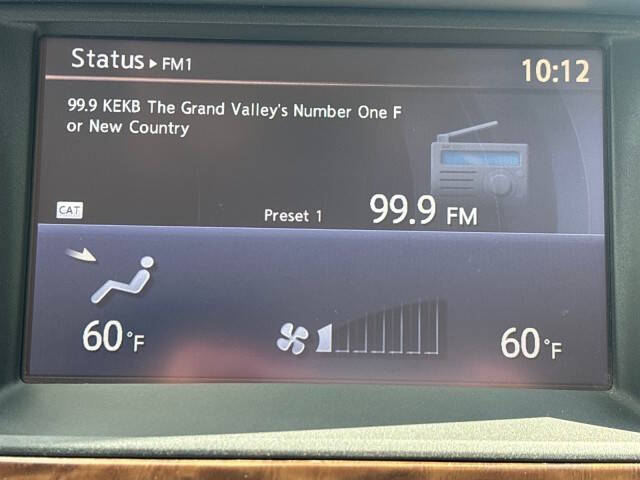 Status ▸ FM1 10:12
99.9 KEKB The Grand Valley's Number One F
or New Country
CAT Preset 1 99.9 FM
60°F 60°F